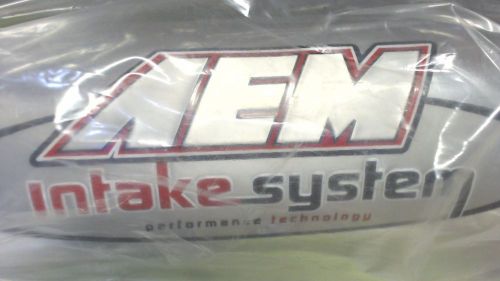 AEM
intake system
performance technology